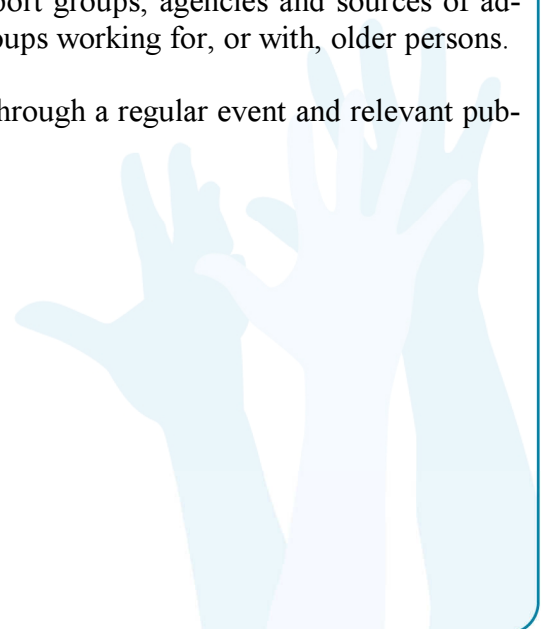 port groups, agencies and sources of ad-
oups working for, or with, older persons.
hrough a regular event and relevant pub-